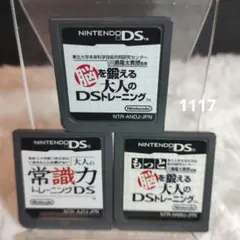 NINTENDO DS™
東北大学未来科学技術共同研究センター
川島隆太教授監修
脳を鍛える
大人の
DSトレーニング
Nintendo
NTR-ANDJ-JPN
1117
NINTENDO DS™
大人の
常識力
トレーニングDS
Nintendo
NINTENDO DS™
もっと
脳を鍛える
大人の
DSトレーニング
Nintendo